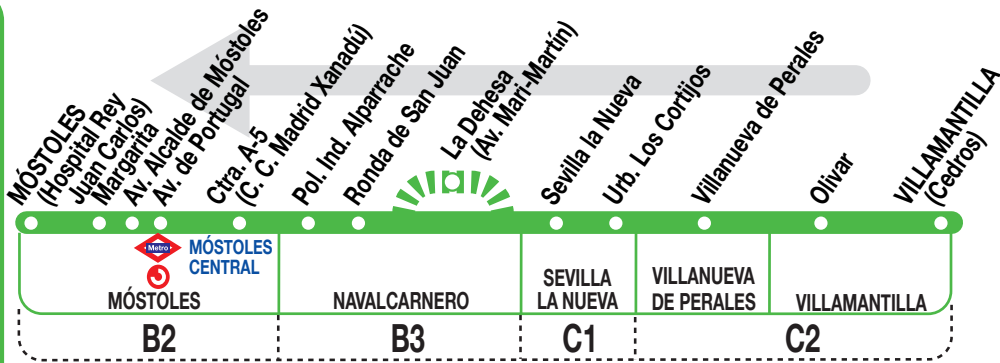 MÓSTOLES
(Hospital Rey
Juan Carlos)
Margarita
Av. Alcalde de Móstoles
Av. de Portugal
Ctra. A-5
(C. C. Madrid Xanadú)
Pol. Ind. Alparrache
Ronda de San Juan
La Dehesa
(Av. Mari-Martín)
Sevilla la Nueva
Urb. Los Cortijos
Villanueva de Perales
Olivar
VILLAMANTILLA
(Cedros)
Metro
MÓSTOLES
CENTRAL
MÓSTOLES
NAVALCARNERO
SEVILLA
LA NUEVA
VILLANUEVA
DE PERALES
VILLAMANTILLA
B2
B3
C1
C2